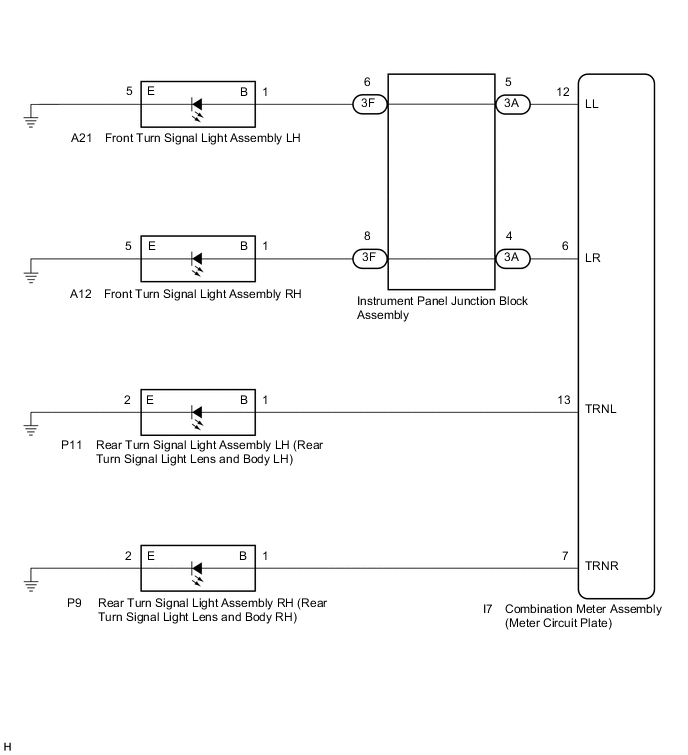 6 5
5 E B 1 3F 3A 12 LL
A21 Front Turn Signal Light Assembly LH
8 4
5 E B 1 3F 3A 6 LR
A12 Front Turn Signal Light Assembly RH
Instrument Panel Junction Block
Assembly
2 E B 1 13 TRNL
P11 Rear Turn Signal Light Assembly LH (Rear
Turn Signal Light Lens and Body LH)
2 E B 1 7 TRNR
P9 Rear Turn Signal Light Assembly RH (Rear
Turn Signal Light Lens and Body RH)
I7 Combination Meter Assembly
(Meter Circuit Plate)
H